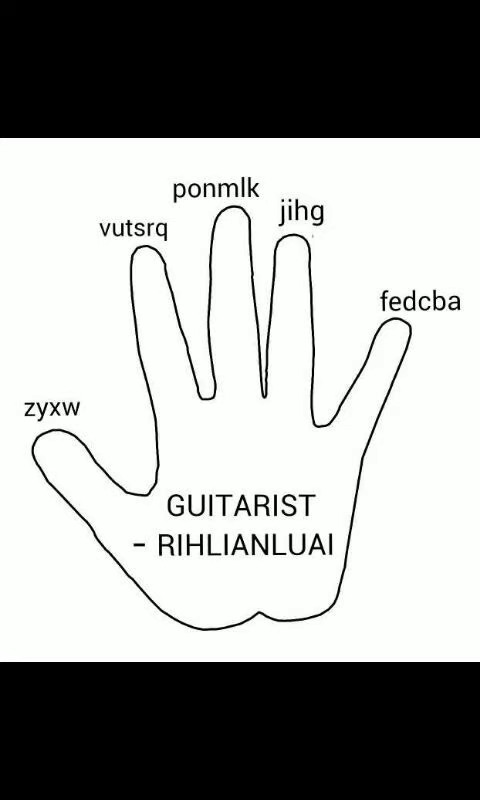 ponmlk
jihg
vutsrq
fedcba
zyxw
GUITARIST
- RIHLIANLUAI